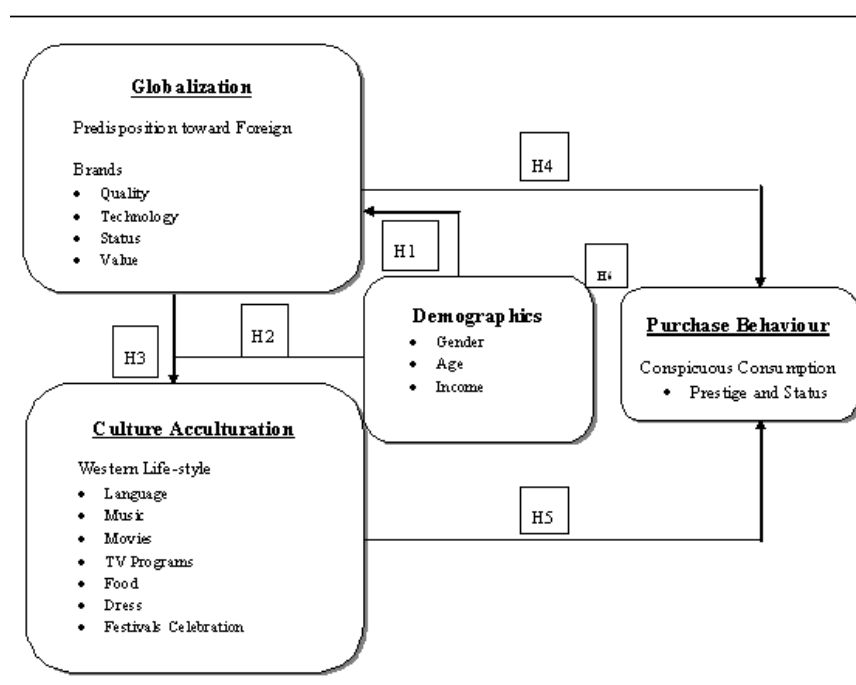 Globalization
Predisposition toward Foreign
Brands
• Quality
• Technology
• Status
• Value
H4
H1
H6
H3
H2
Demographics
• Gender
• Age
• Income
Purchase Behaviour
Conspicuous Consumption
• Prestige and Status
Culture Acculturation
Western Life-style
• Language
• Music
• Movies
• TV Programs
• Food
• Dress
• Festivals Celebration
H5